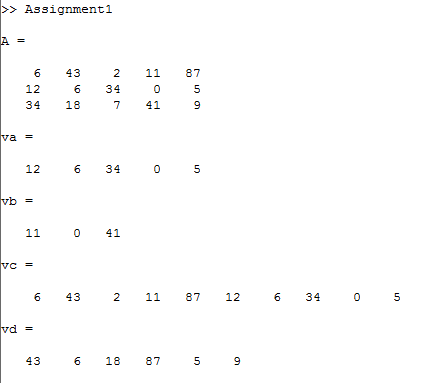 >> Assignment1
A =
6 43 2 11 87
12 6 34 0 5
34 18 7 41 9
va =
12 6 34 0 5
vb =
11 0 41
vc =
6 43 2 11 87 12 6 34 0 5
vd =
43 6 18 87 5 9